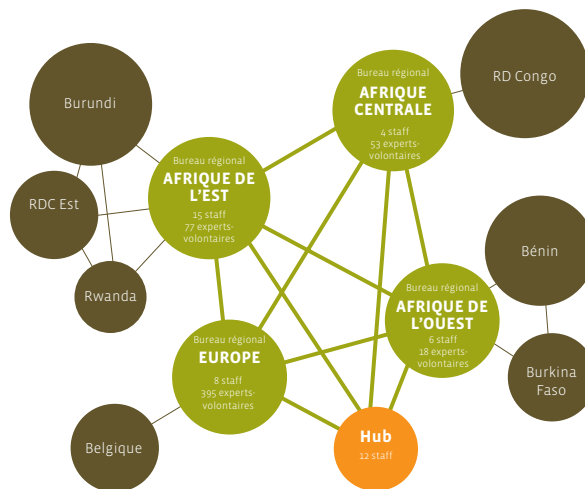 Burundi
RDC Est
Rwanda
Bureau régional
AFRIQUE DE
L'EST
15 staff
77 experts-
volontaires
Bureau régional
AFRIQUE
CENTRALE
4 staff
53 experts-
volontaires
RD Congo
Bureau régional
AFRIQUE DE
L'OUEST
6 staff
18 experts-
volontaires
Bénin
Burkina
Faso
Bureau régional
EUROPE
8 staff
395 experts-
volontaires
Belgique
Hub
12 staff